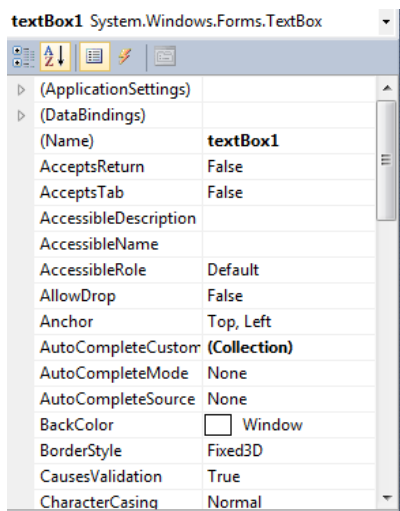 textBox1 System.Windows.Forms.TextBox
(ApplicationSettings)
(DataBindings)
(Name) textBox1
AcceptsReturn False
AcceptsTab False
AccessibleDescription
AccessibleName
AccessibleRole Default
AllowDrop False
Anchor Top, Left
AutoCompleteCustom (Collection)
AutoCompleteMode None
AutoCompleteSource None
BackColor Window
BorderStyle Fixed3D
CausesValidation True
CharacterCasing Normal